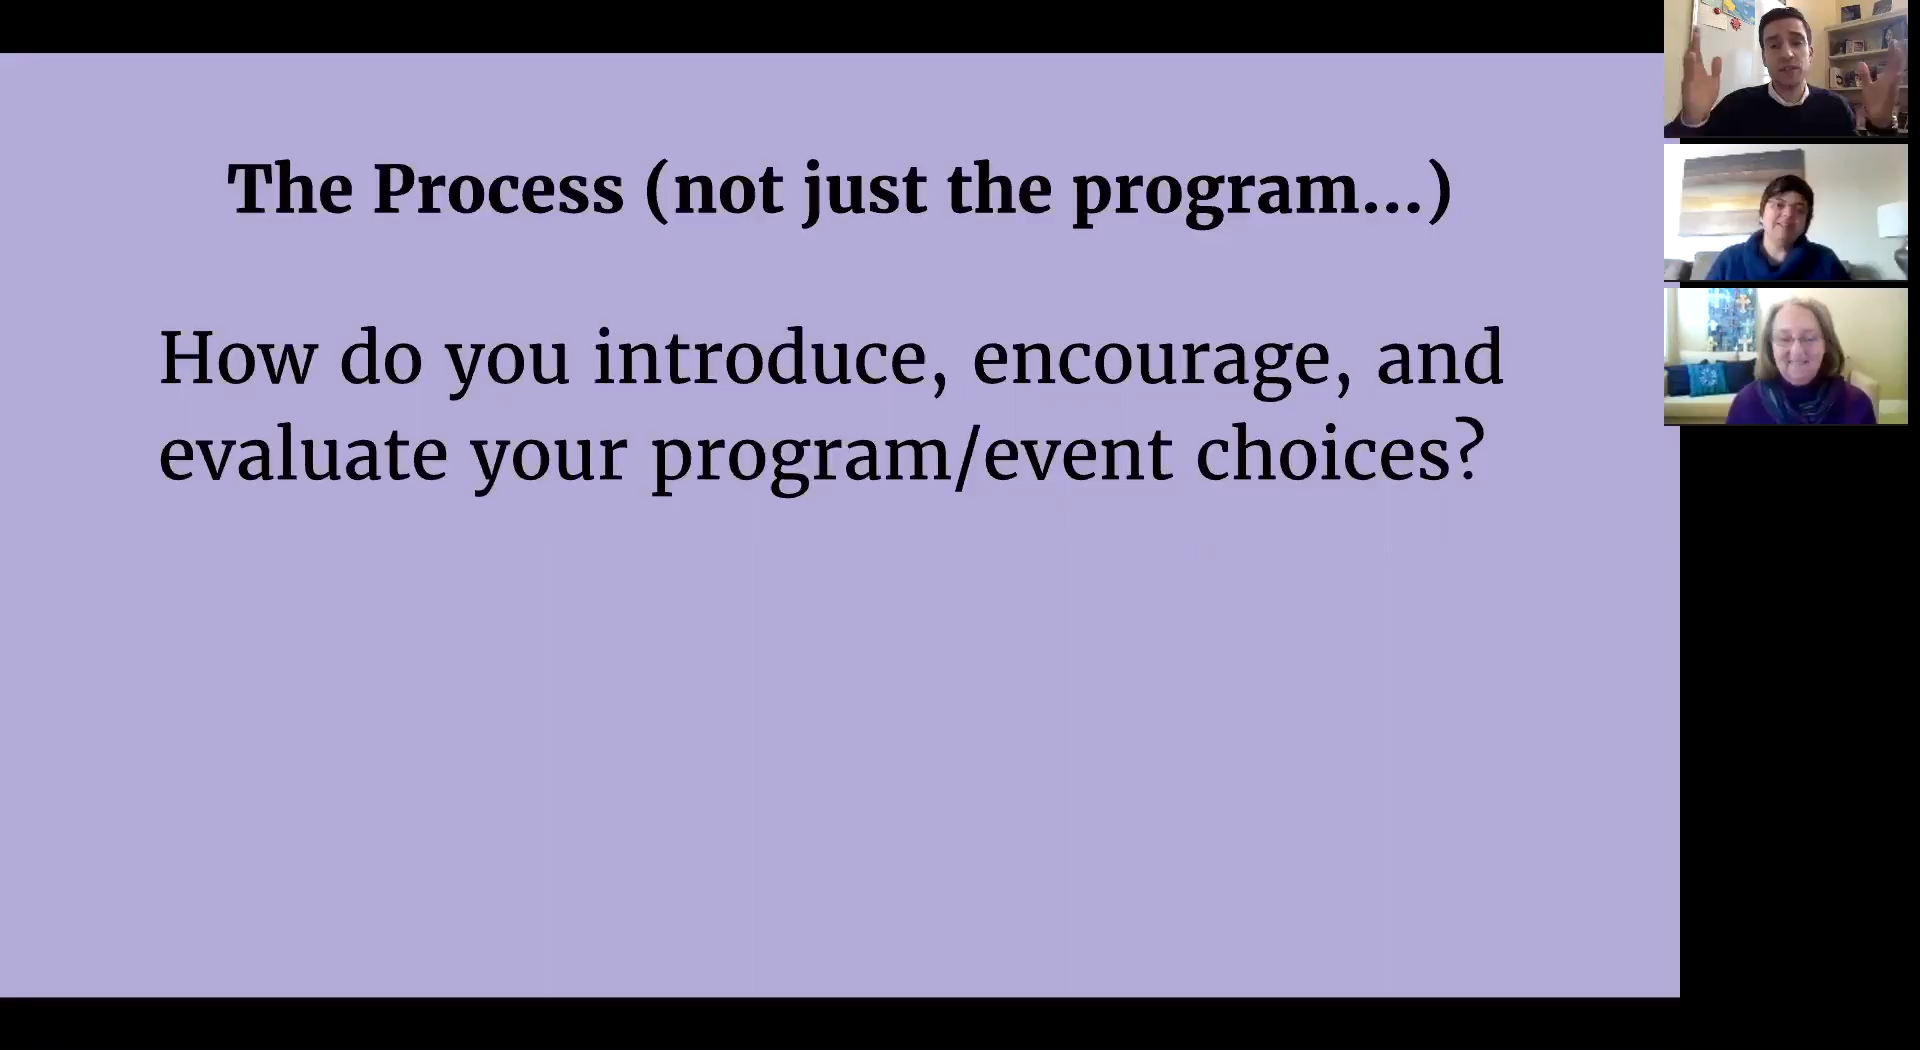 The Process (not just the program...)
How do you introduce, encourage, and
evaluate your program/event choices?